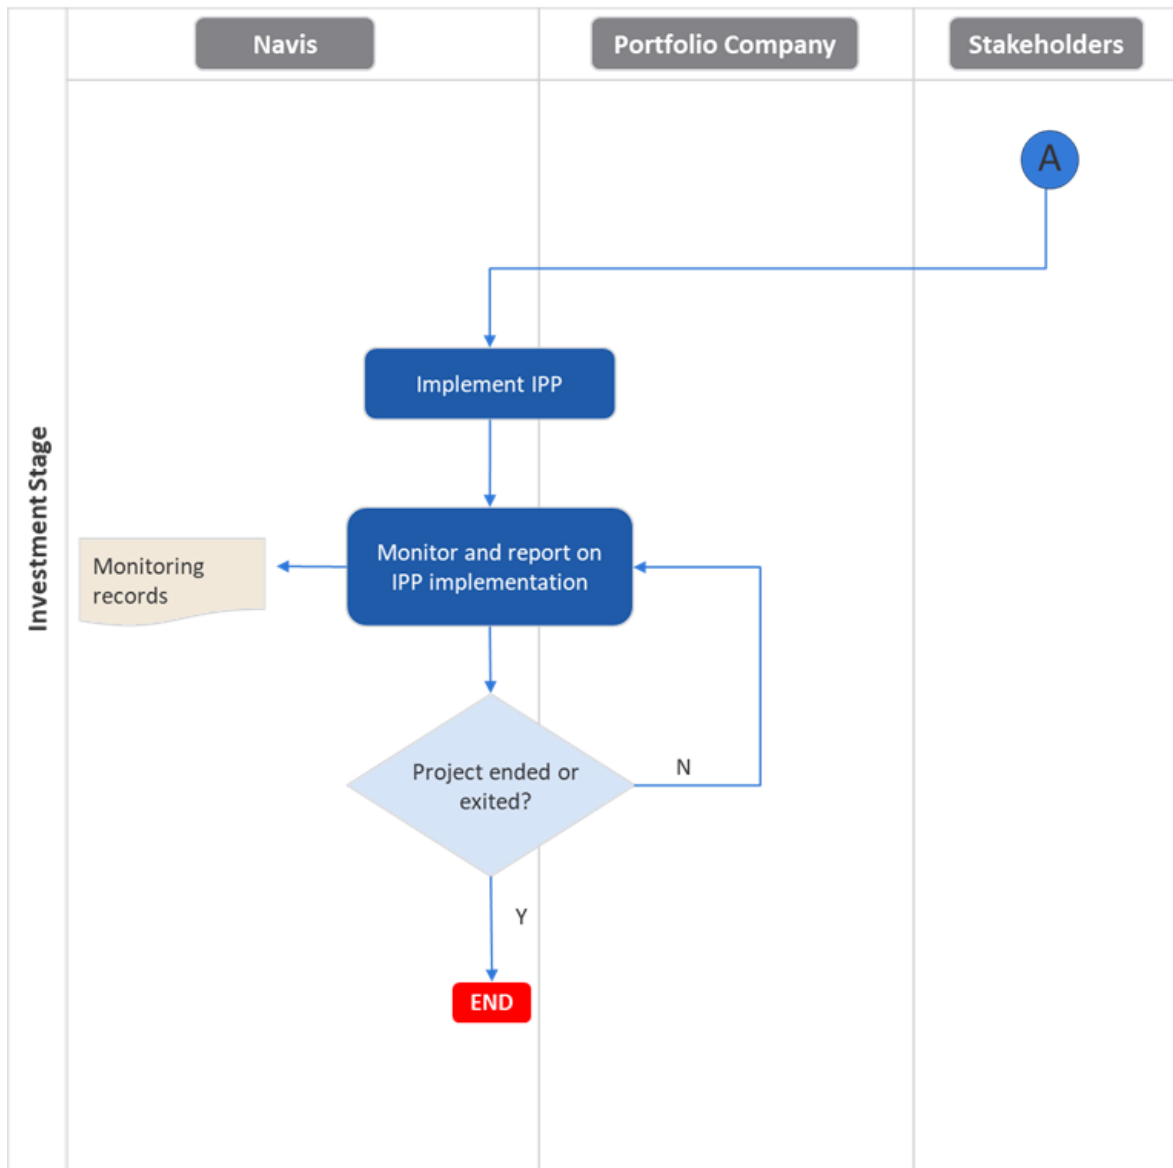 Navis
Portfolio Company
Stakeholders
A
Investment Stage
Implement IPP
Monitor and report on
IPP implementation
Monitoring
records
Project ended or
exited?
N
Y
END